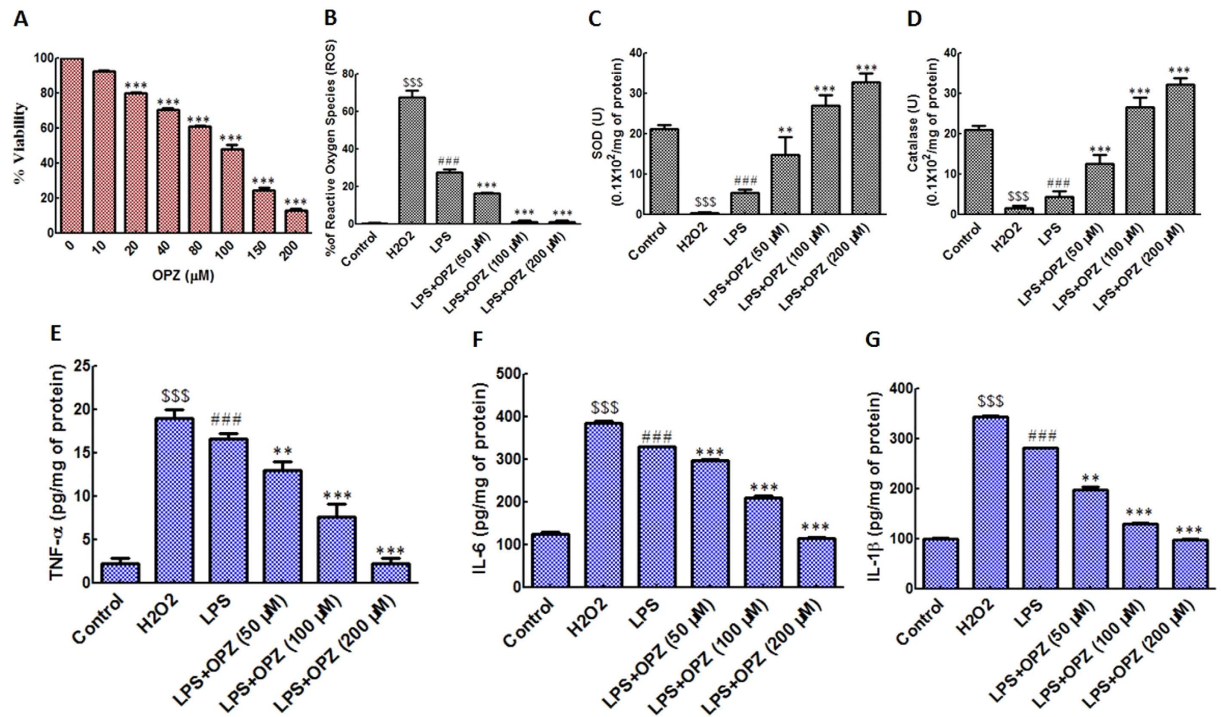 A
% Viability
100
80
60
40
20
0
***
***
***
***
***
***
0
10
20
40
80
100
150
200
OPZ (µM)
B
%of Reactive Oxygen Species (ROS)
80
60
40
20
0
$$$
###
***
***
***
Control
H2O2
LPS
LPS+OPZ (50 µM)
LPS+OPZ (100 µM)
LPS+OPZ (200 µM)
C
SOD (U)
(0.1X10²/mg of protein)
40
30
20
10
0
$$$
###
**
***
***
Control
H2O2
LPS
LPS+OPZ (50 µM)
LPS+OPZ (100 µM)
LPS+OPZ (200 µM)
D
Catalase (U)
(0.1X10²/mg of protein)
40
30
20
10
0
$$$
###
***
***
***
Control
H2O2
LPS
LPS+OPZ (50 µM)
LPS+OPZ (100 µM)
LPS+OPZ (200 µM)
E
TNF-α (pg/mg of protein)
25
20
15
10
5
0
$$$
###
**
***
***
Control
H2O2
LPS
LPS+OPZ (50 µM)
LPS+OPZ (100 µM)
LPS+OPZ (200 µM)
F
IL-6 (pg/mg of protein)
500
400
300
200
100
0
$$$
###
***
***
***
Control
H2O2
LPS
LPS+OPZ (50 µM)
LPS+OPZ (100 µM)
LPS+OPZ (200 µM)
G
IL-1β (pg/mg of protein)
400
300
200
100
0
$$$
###
**
***
***
Control
H2O2
LPS
LPS+OPZ (50 µM)
LPS+OPZ (100 µM)
LPS+OPZ (200 µM)